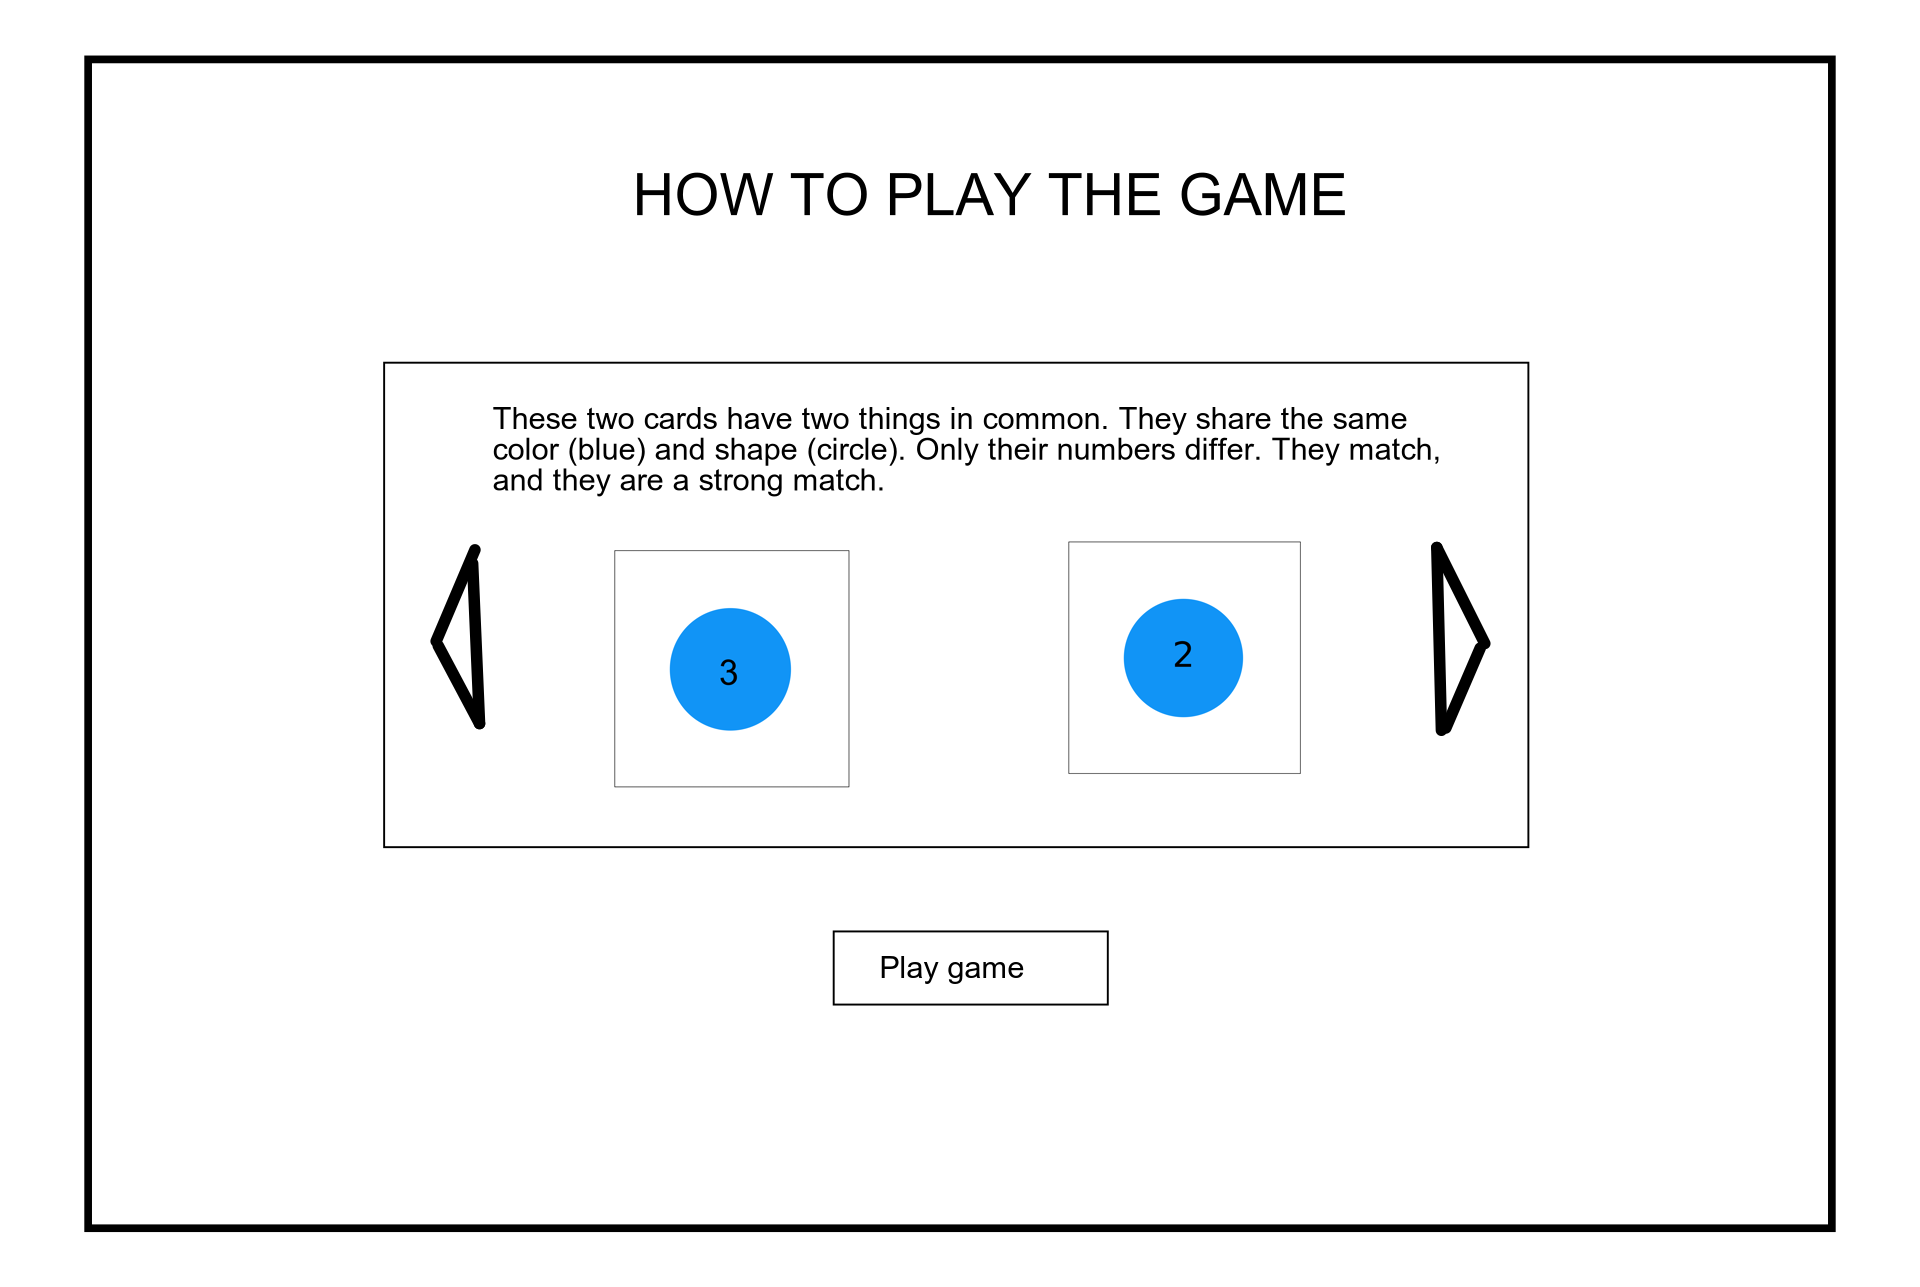 HOW TO PLAY THE GAME
These two cards have two things in common. They share the same
color (blue) and shape (circle). Only their numbers differ. They match,
and they are a strong match.
3
2
Play game